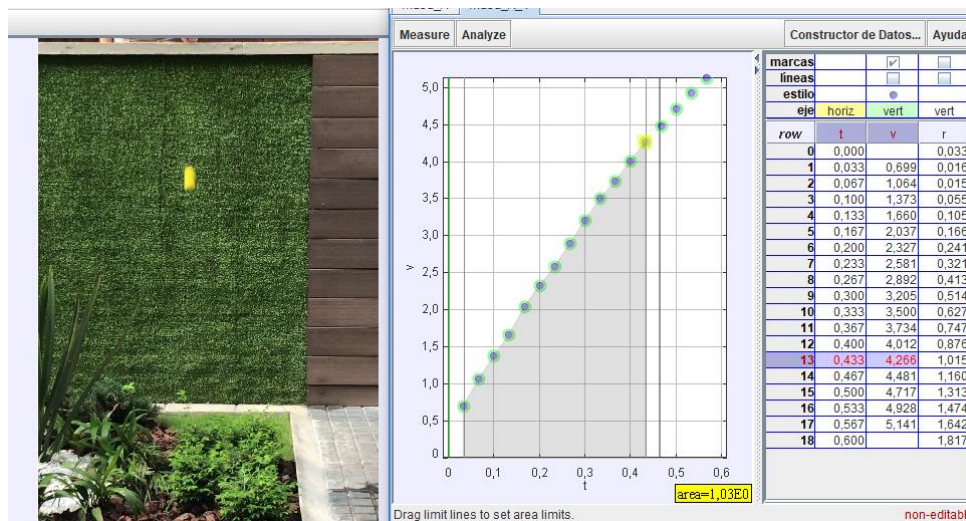 Measure Analyze Constructor de Datos... Ayuda
marcas
líneas
estilo
eje horiz vert vert
row t v r
0 0,000 0,033
1 0,033 0,699 0,016
2 0,067 1,064 0,015
3 0,100 1,373 0,055
4 0,133 1,660 0,105
5 0,167 2,037 0,166
6 0,200 2,327 0,241
7 0,233 2,581 0,321
8 0,267 2,892 0,413
9 0,300 3,205 0,514
10 0,333 3,500 0,627
11 0,367 3,734 0,747
12 0,400 4,012 0,876
13 0,433 4,266 1,015
14 0,467 4,481 1,160
15 0,500 4,717 1,313
16 0,533 4,928 1,474
17 0,567 5,141 1,642
18 0,600 1,817
5,0
4,5
4,0
3,5
3,0
2,5
2,0
1,5
1,0
0,5
0
v
0 0,1 0,2 0,3 0,4 0,5 0,6
t
area=1,03E0
Drag limit lines to set area limits. non-editabl